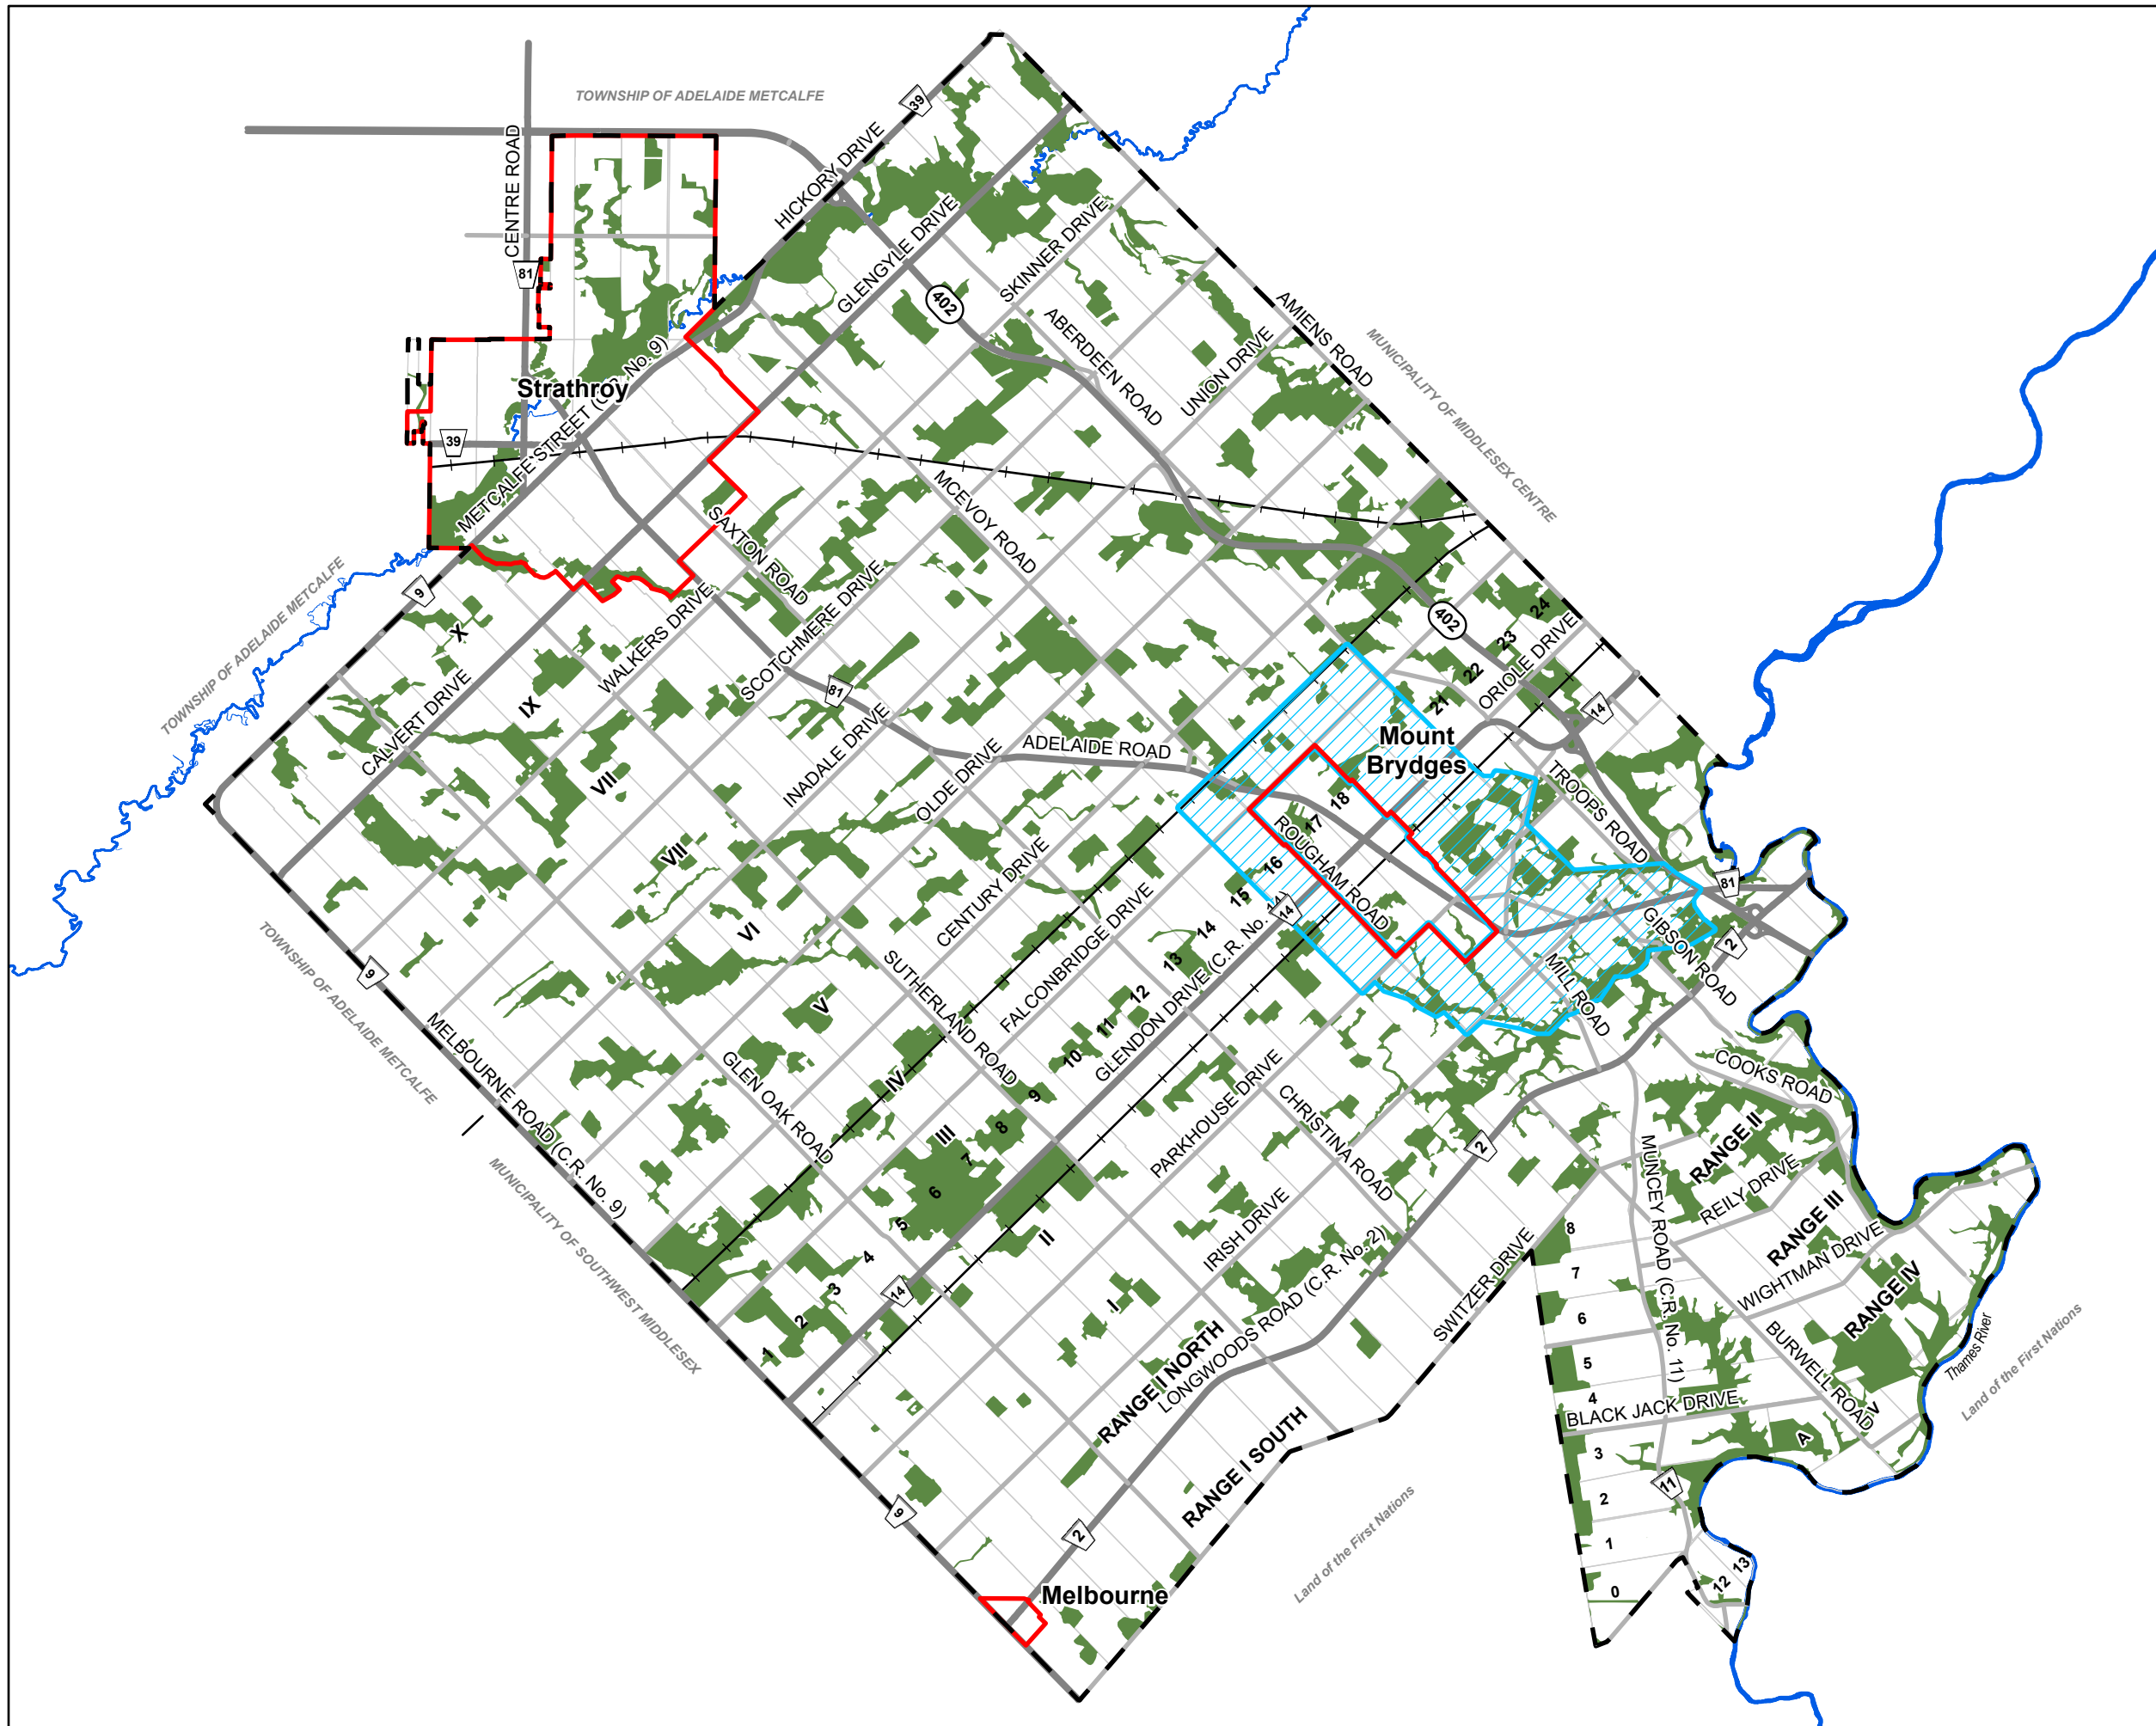 TOWNSHIP OF ADELAIDE METCALFE
39
CENTRE ROAD
HICKORY DRIVE
81
GLENGYLE DRIVE
SKINNER DRIVE
402
AMIENS ROAD
ABERDEEN ROAD
UNION DRIVE
MUNICIPALITY OF MIDDLESEX CENTRE
Strathroy
METCALFE STREET (C.R. No. 9)
39
MCEVOY ROAD
SAXTON ROAD
SCOTCHMERE DRIVE
WALKERS DRIVE
9
TOWNSHIP OF ADELAIDE METCALFE
X
IX
CALVERT DRIVE
VII
81
INADALE DRIVE
OLDE DRIVE
ADELAIDE ROAD
402
24
23
22
21
ORIOLE DRIVE
14
Mount
Brydges
TROOPS ROAD
18
17
16
15
ROUGHAM ROAD
14
81
GIBSON ROAD
2
MILL ROAD
VII
VI
V
IV
CENTURY DRIVE
FALCONBRIDGE DRIVE
SUTHERLAND ROAD
14
13
12
11
10
9
8
7
6
5
4
3
2
1
GLENDON DRIVE (C.R. No. 14)
9
TOWNSHIP OF ADELAIDE METCALFE
MELBOURNE ROAD (C.R. No. 9)
MUNICIPALITY OF SOUTHWEST MIDDLESEX
GLEN OAK ROAD
III
II
I
14
PARKHOUSE DRIVE
CHRISTINA ROAD
IRISH DRIVE
2
LONGWOODS ROAD (C.R. No. 2)
RANGE I NORTH
RANGE I SOUTH
SWITZER DRIVE
COOKS ROAD
RANGE II
MUNCEY ROAD (C.R. No. 11)
REILY DRIVE
RANGE III
WIGHTMAN DRIVE
RANGE IV
BURWELL ROAD
Thames River
Land of the First Nations
8
7
6
5
4
BLACK JACK DRIVE
V
A
3
2
1
0
11
12
13
Land of the First Nations
9
2
Melbourne